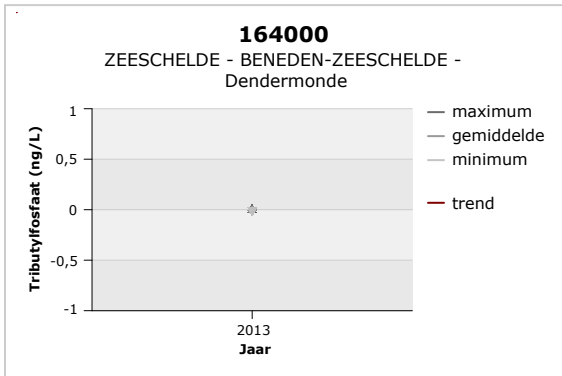 164000
ZEESCHELDE - BENEDEN-ZEESCHELDE -
Dendermonde
Tributylfosfaat (ng/L)
1
0,5
0
-0,5
-1
2013
Jaar
maximum
gemiddelde
minimum
trend